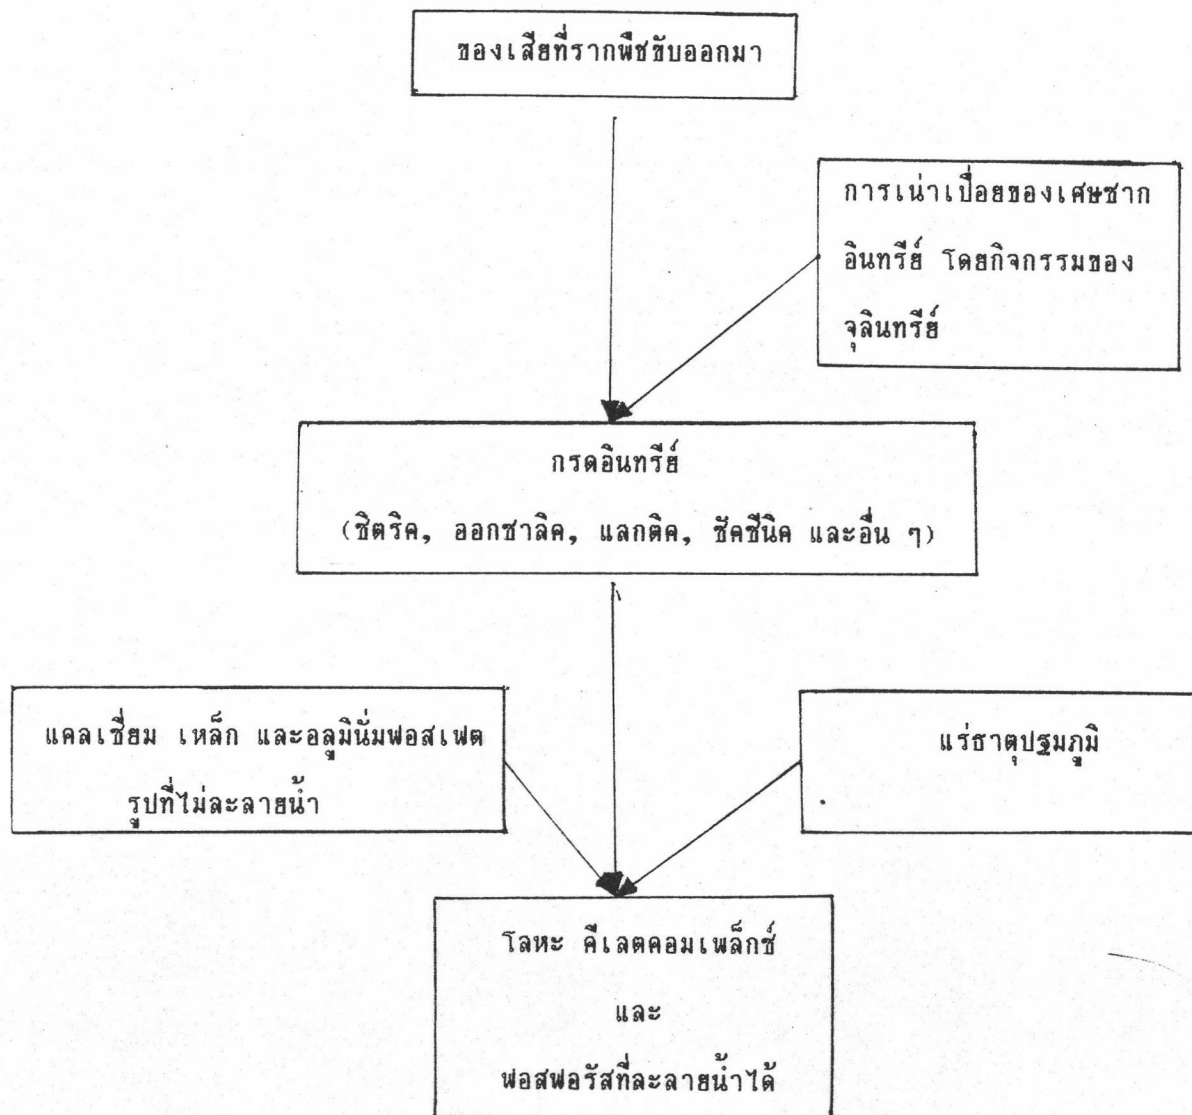 ของเสียที่รากพืชขับออกมา
การเน่าเปื่อยของเศษซาก
อินทรีย์ โดยกิจกรรมของ
จุลินทรีย์
กรดอินทรีย์
(ซิตริค, ออกซาลิค, แลกติค, ซัคซีนิค และอื่น ๆ)
แคลเซี่ยม เหล็ก และอลูมินั่มฟอสเฟต
รูปที่ไม่ละลายน้ำ
แร่ธาตุปฐมภูมิ
โลหะ คีเลตคอมเพล็กซ์
และ
ฟอสฟอรัสที่ละลายน้ำได้